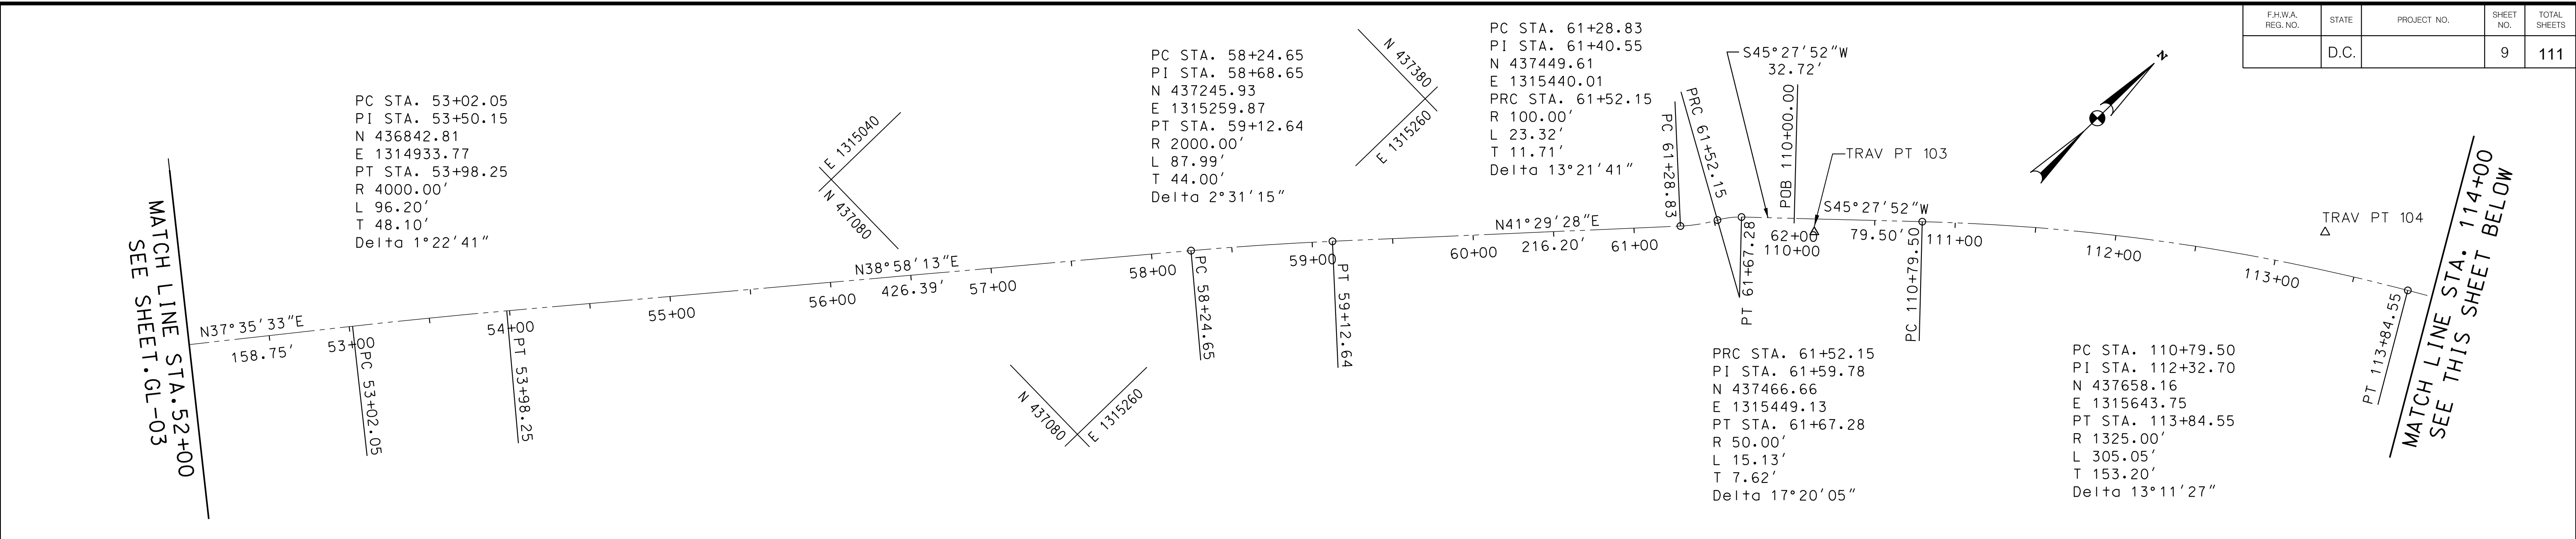 F.H.W.A.
REG. NO.
STATE
PROJECT NO.
SHEET
NO.
TOTAL
SHEETS
D.C.
9
111
MATCH LINE STA.52+00
SEE SHEET.GL-03
PC STA. 53+02.05
PI STA. 53+50.15
N 436842.81
E 1314933.77
PT STA. 53+98.25
R 4000.00'
L 96.20'
T 48.10'
Delta 1°22'41"
N37°35'33"E
158.75'
53+00
PC 53+02.05
54+00
PT 53+98.25
55+00
56+00
E 1315040
N 437080
N38°58'13"E
426.39'
57+00
N 437080
E 1315260
58+00
PC STA. 58+24.65
PI STA. 58+68.65
N 437245.93
E 1315259.87
PT STA. 59+12.64
R 2000.00'
L 87.99'
T 44.00'
Delta 2°31'15"
PC 58+24.65
59+00
PT 59+12.64
N 437380
E 1315260
60+00
N41°29'28"E
216.20'
61+00
PC STA. 61+28.83
PI STA. 61+40.55
N 437449.61
E 1315440.01
PRC STA. 61+52.15
R 100.00'
L 23.32'
T 11.71'
Delta 13°21'41"
PC 61+28.83
PRC 61+52.15
PT 61+67.28
S45°27'52"W
32.72'
POB 110+00.00
TRAV PT 103
62+00
110+00
S45°27'52"W
79.50'
PC 110+79.50
111+00
PRC STA. 61+52.15
PI STA. 61+59.78
N 437466.66
E 1315449.13
PT STA. 61+67.28
R 50.00'
L 15.13'
T 7.62'
Delta 17°20'05"
112+00
113+00
PC STA. 110+79.50
PI STA. 112+32.70
N 437658.16
E 1315643.75
PT STA. 113+84.55
R 1325.00'
L 305.05'
T 153.20'
Delta 13°11'27"
N
TRAV PT 104
PT 113+84.55
MATCH LINE STA. 114+00
SEE THIS SHEET BELOW